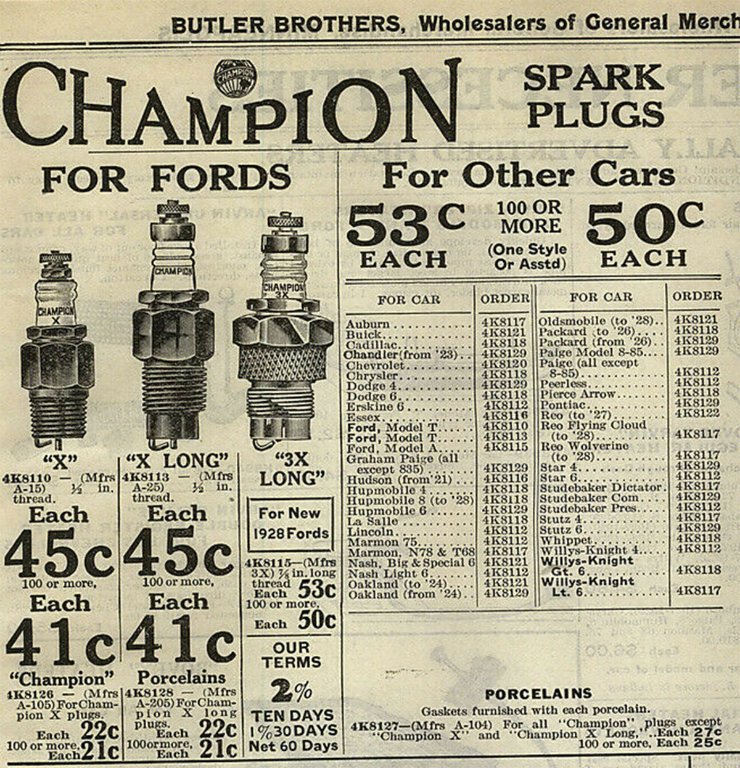 BUTLER BROTHERS, Wholesalers of General Merch
CHAMPION
CHAMPION
SPARK
PLUGS
FOR FORDS
For Other Cars
53c
EACH
100 OR
MORE
(One Style
Or Asstd)
50c
EACH
CHAMPION
X
CHAMPION
CHAMPION
3X
FOR CAR ORDER
Auburn 4K8117
Buick 4K8121
Cadillac 4K8118
Chandler (from '23) 4K8129
Chevrolet 4K8120
Chrysler 4K8118
Dodge 4 4K8129
Dodge 6 4K8118
Erskine 6 4K8112
Essex 4K8116
Ford, Model T 4K8110
Ford, Model T 4K8113
Ford, Model A 4K8115
Graham Paige (all
except 835) 4K8129
Hudson (from '21) 4K8116
Hupmobile 4 4K8118
Hupmobile 8 (to '28) 4K8118
Hupmobile 6 4K8129
La Salle 4K8118
Lincoln 4K8112
Marmon 75 4K8112
Marmon, N78 & T68 4K8117
Nash, Big & Special 6 4K8121
Nash Light 6 4K8112
Oakland (to '24) 4K8121
Oakland (from '24) 4K8129
FOR CAR ORDER
Oldsmobile (to '28) 4K8121
Packard (to '26) 4K8118
Packard (from '26) 4K8129
Paige Model 8-85 4K8129
Paige (all except
8-85) 4K8112
Peerless 4K8112
Pierce Arrow 4K8118
Pontiac 4K8129
Reo (to '27) 4K8122
Reo Flying Cloud
(to '28) 4K8117
Reo Wolverine
(to '28) 4K8117
Star 4 4K8129
Star 6 4K8112
Studebaker Dictator 4K8117
Studebaker Com. 4K8129
Studebaker Pres. 4K8112
Stutz 4 4K8117
Stutz 6 4K8129
Whippet 4K8118
Willys-Knight 4 4K8112
Willys-Knight
Gt. 6 4K8118
Willys-Knight
Lt. 6 4K8117
"X"
4K8110 — (Mfrs
A-15) ½ in.
thread.
Each
45c
100 or more,
Each
41c
"Champion"
4K8126 — (Mfrs
A-105) For Cham-
pion X plugs.
Each 22c
100 or more,
Each 21c
"X LONG"
4K8113 — (Mfrs
A-25) ½ in.
thread.
Each
45c
100 or more,
Each
41c
Porcelains
4K8128 — (Mfrs
A-205) For Cham-
pion X long
plugs.
Each 22c
100 or more,
Each 21c
"3X
LONG"
For New
1928 Fords
4K8115—(Mfrs
3X) ⅞ in. long
thread
Each 53c
100 or more,
Each 50c
OUR
TERMS
2%
TEN DAYS
1% 30 DAYS
Net 60 Days
PORCELAINS
Gaskets furnished with each porcelain.
4K8127—(Mfrs A-104) For all "Champion" plugs except
"Champion X" and "Champion X Long," Each 27c
100 or more, Each 25c